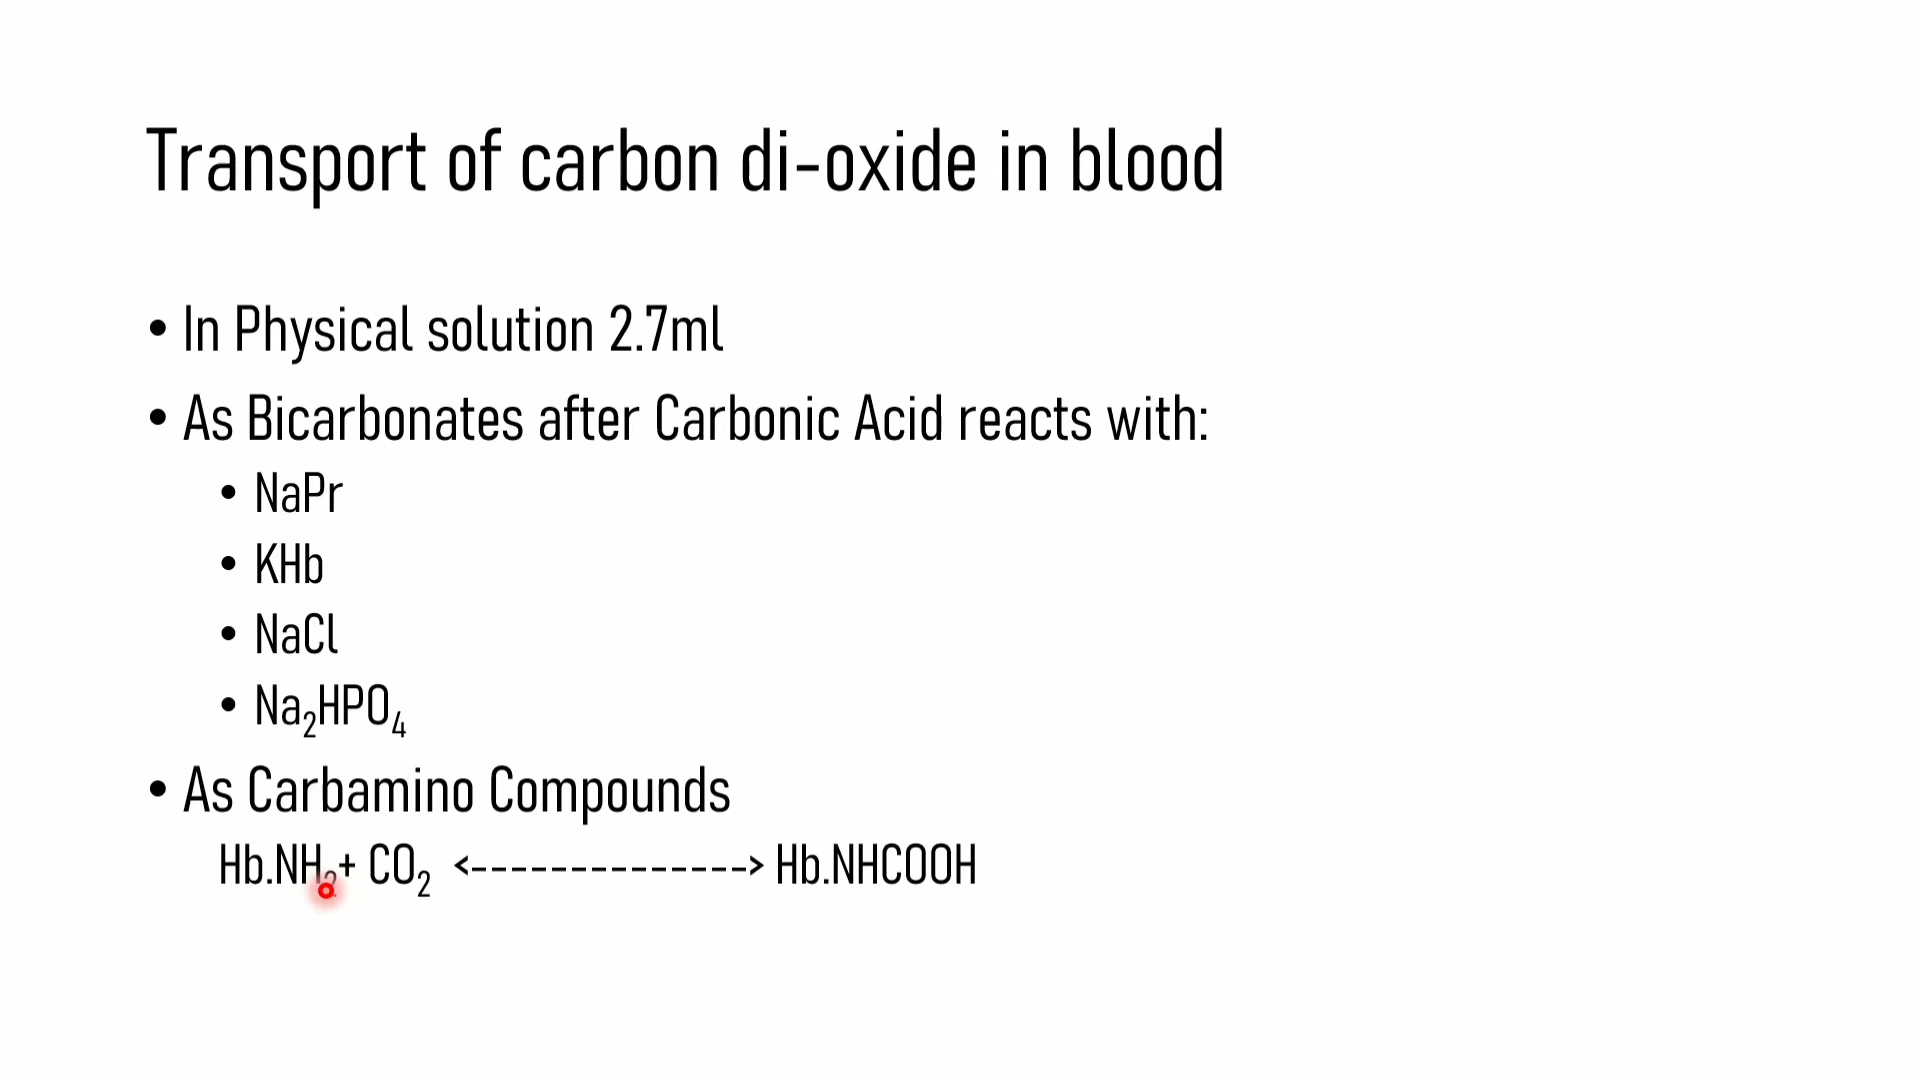 Transport of carbon di-oxide in blood
• In Physical solution 2.7ml
• As Bicarbonates after Carbonic Acid reacts with:
• NaPr
• KHb
• NaCl
• Na₂HPO₄
• As Carbamino Compounds
Hb.NH₂+ CO₂ <--------------> Hb.NHCOOH